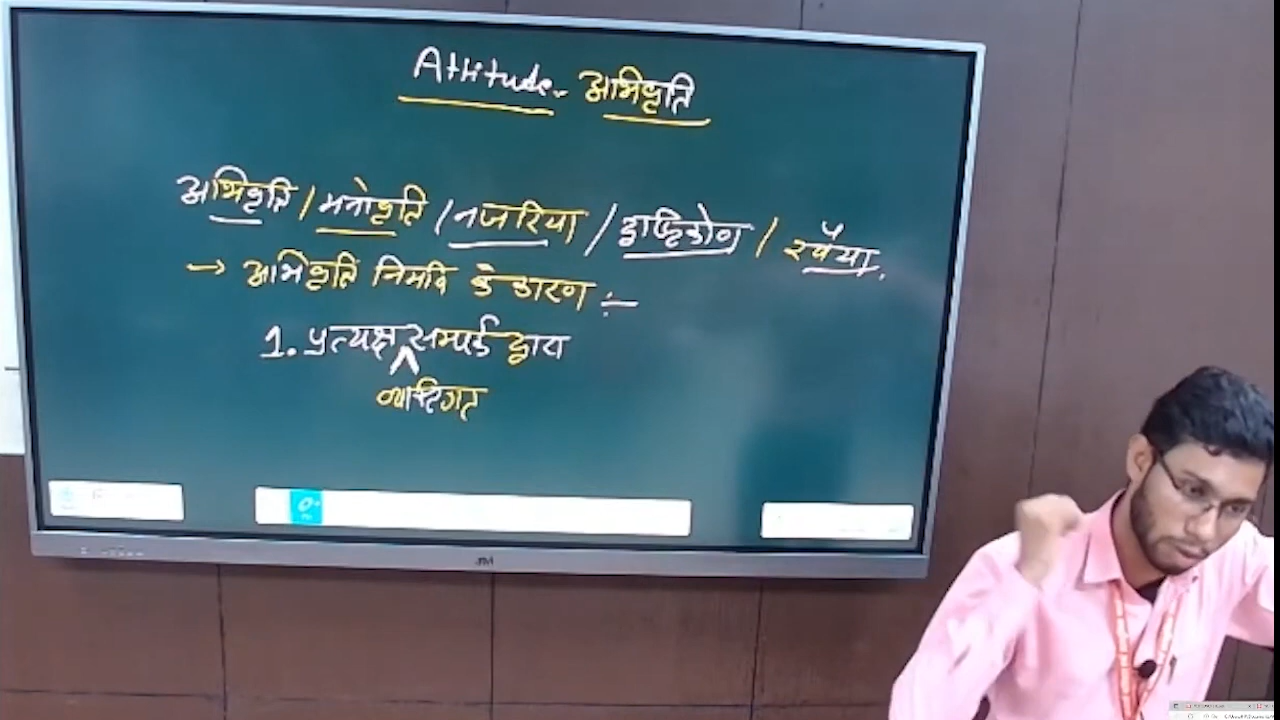 Attitude - अभिवृति
अभिवृति / मनोवृति / नजरिया / दृष्टिकोण / रवैया.
→ अभिवृति निर्माण के कारण :-
1. प्रत्यक्ष सम्पर्क द्वारा
व्यक्तिगत